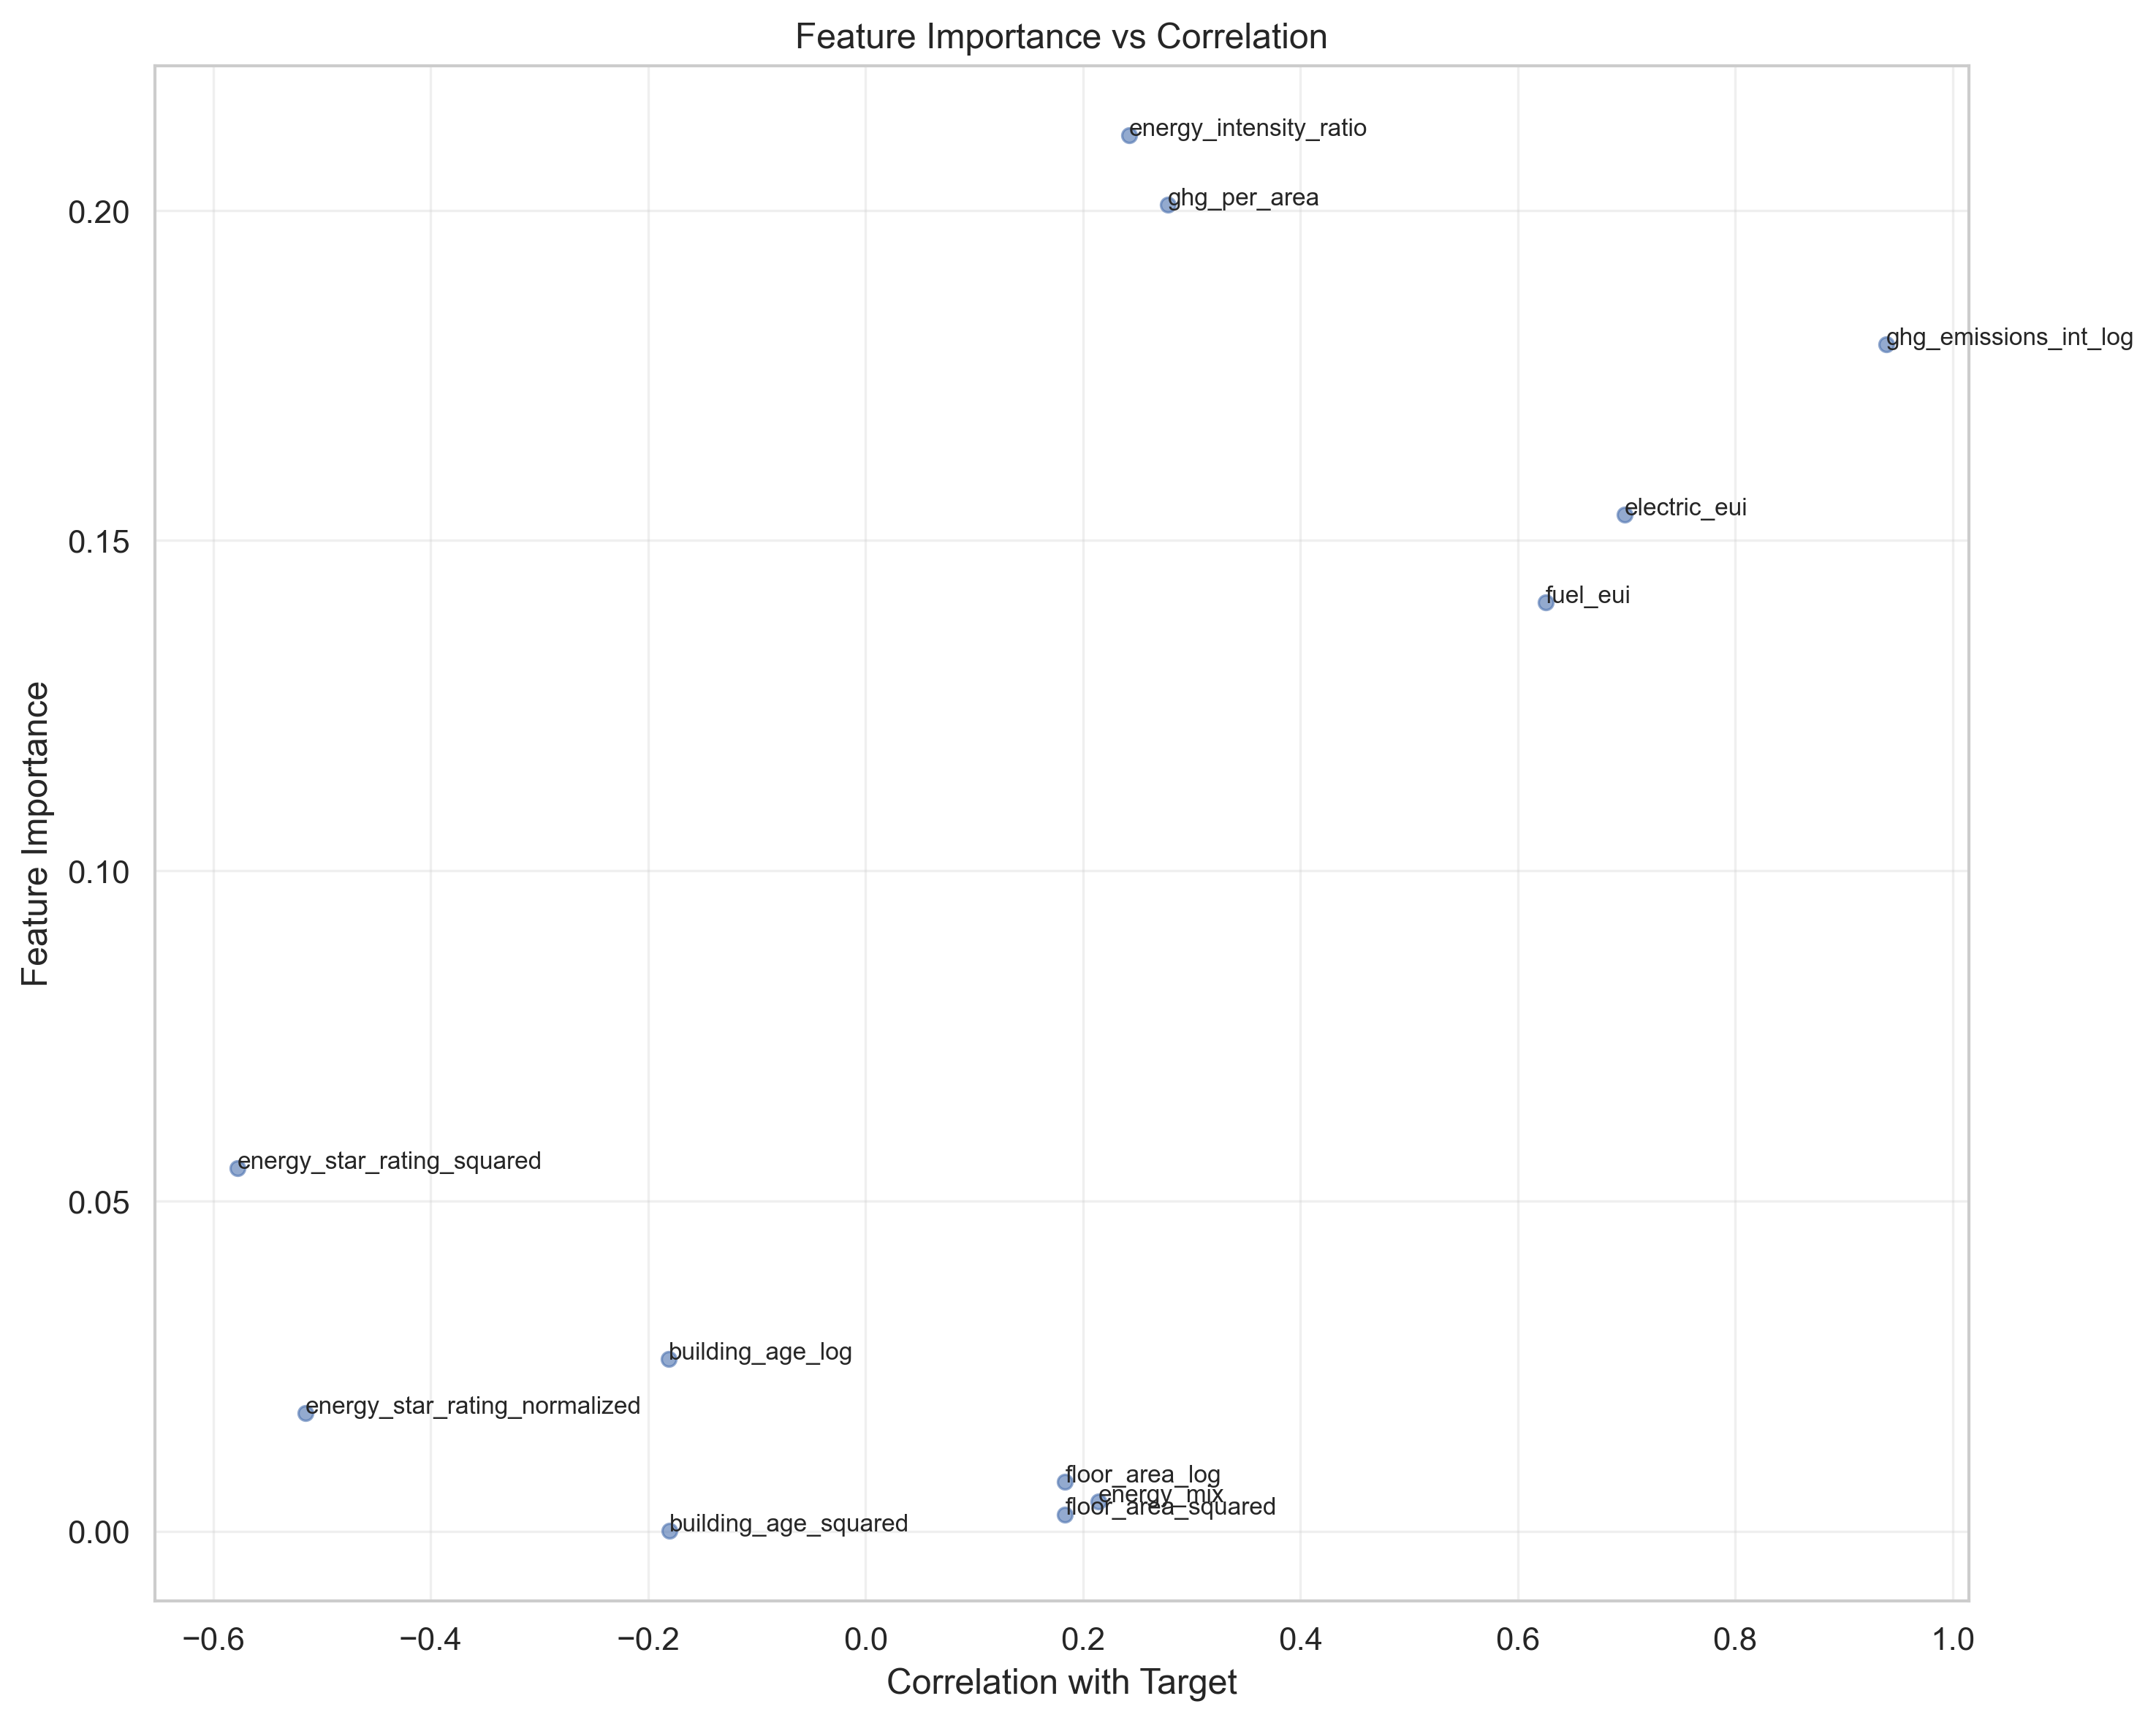 Feature Importance vs Correlation
energy_intensity_ratio
ghg_per_area
0.20
ghg_emissions_int_log
electric_eui
0.15
fuel_eui
Feature Importance
0.10
energy_star_rating_squared
0.05
building_age_log
energy_star_rating_normalized
floor_area_log
energy_mix
floor_area_squared
building_age_squared
0.00
−0.6 −0.4 −0.2 0.0 0.2 0.4 0.6 0.8 1.0
Correlation with Target